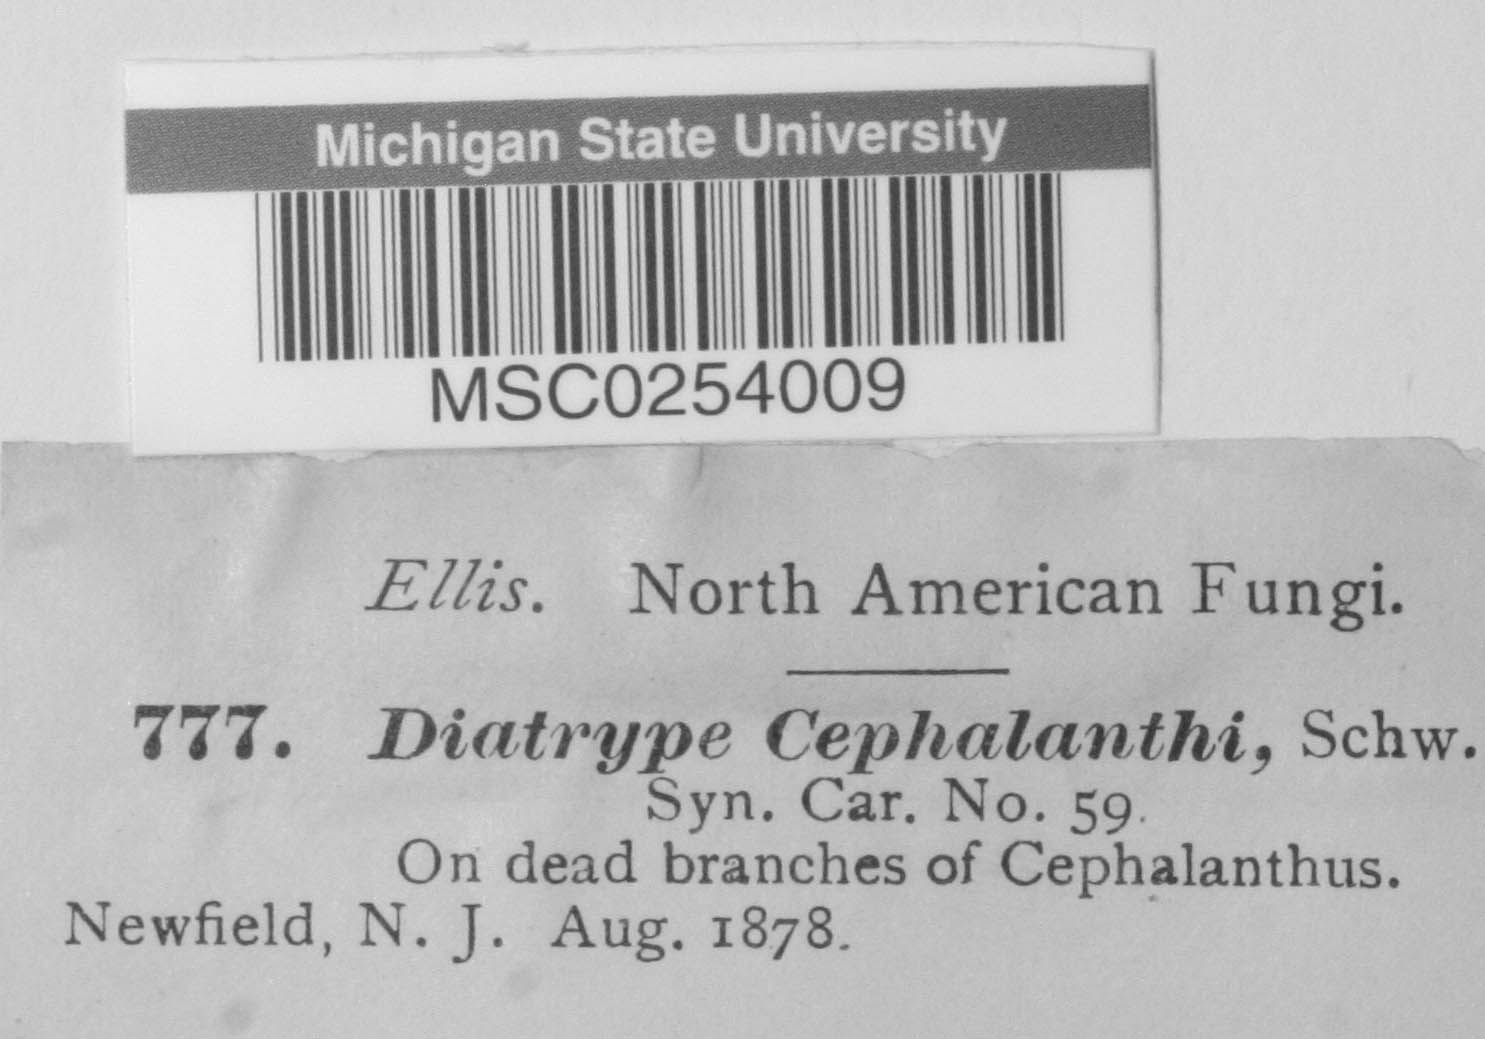 Michigan State University
MSC0254009
Ellis. North American Fungi.
777. Diatrype Cephalanthi, Schw.
Syn. Car. No. 59.
On dead branches of Cephalanthus.
Newfield, N. J. Aug. 1878.